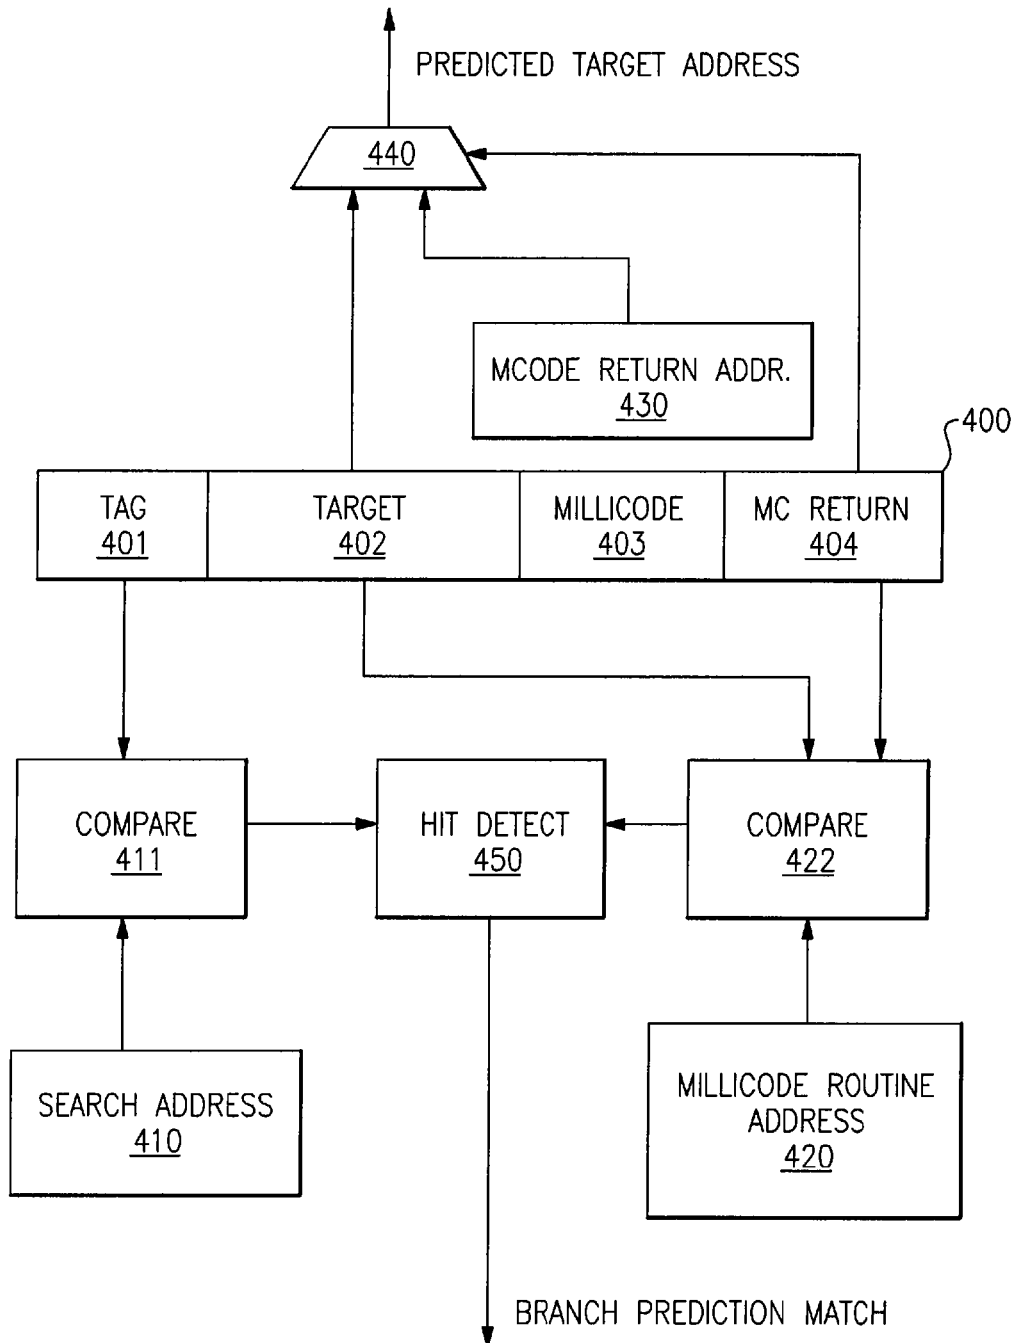 PREDICTED TARGET ADDRESS
440
MCODE RETURN ADDR.
430
400
TAG
401
TARGET
402
MILLICODE
403
MC RETURN
404
COMPARE
411
HIT DETECT
450
COMPARE
422
SEARCH ADDRESS
410
MILLICODE ROUTINE
ADDRESS
420
BRANCH PREDICTION MATCH